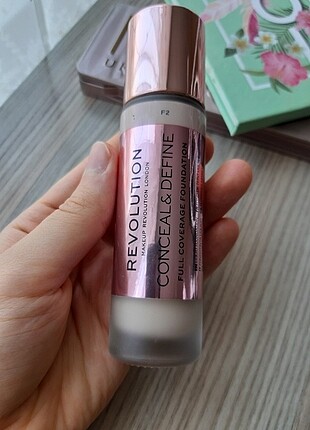 F2
REVOLUTION
MAKEUP REVOLUTION LONDON
CONCEAL & DEFINE
FULL COVERAGE FOUNDATION